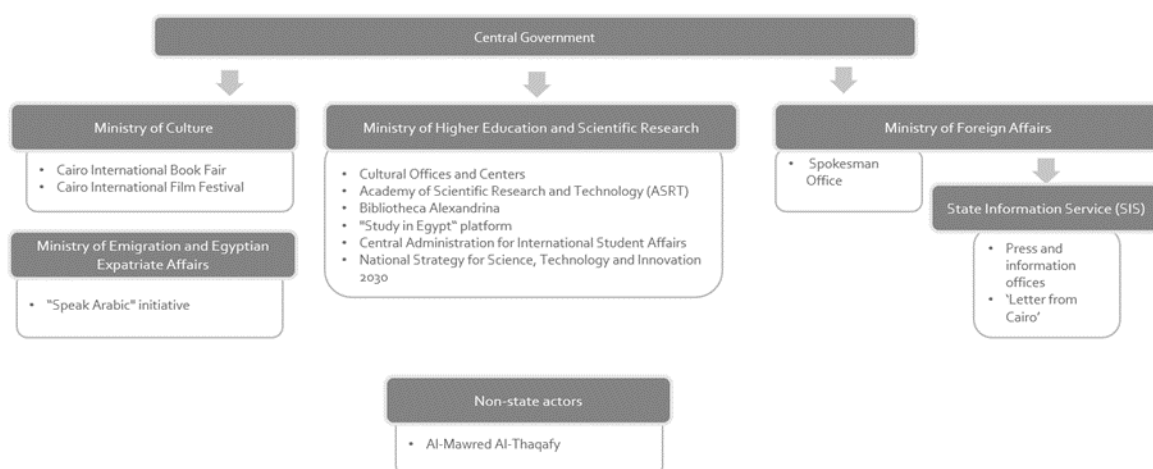 Central Government
Ministry of Culture
• Cairo International Book Fair
• Cairo International Film Festival
Ministry of Emigration and Egyptian
Expatriate Affairs
• "Speak Arabic" initiative
Ministry of Higher Education and Scientific Research
• Cultural Offices and Centers
• Academy of Scientific Research and Technology (ASRT)
• Bibliotheca Alexandrina
• "Study in Egypt" platform
• Central Administration for International Student Affairs
• National Strategy for Science, Technology and Innovation
2030
Ministry of Foreign Affairs
• Spokesman
Office
State Information Service (SIS)
• Press and
information
offices
• ‘Letter from
Cairo’
Non-state actors
• Al-Mawred Al-Thaqafy